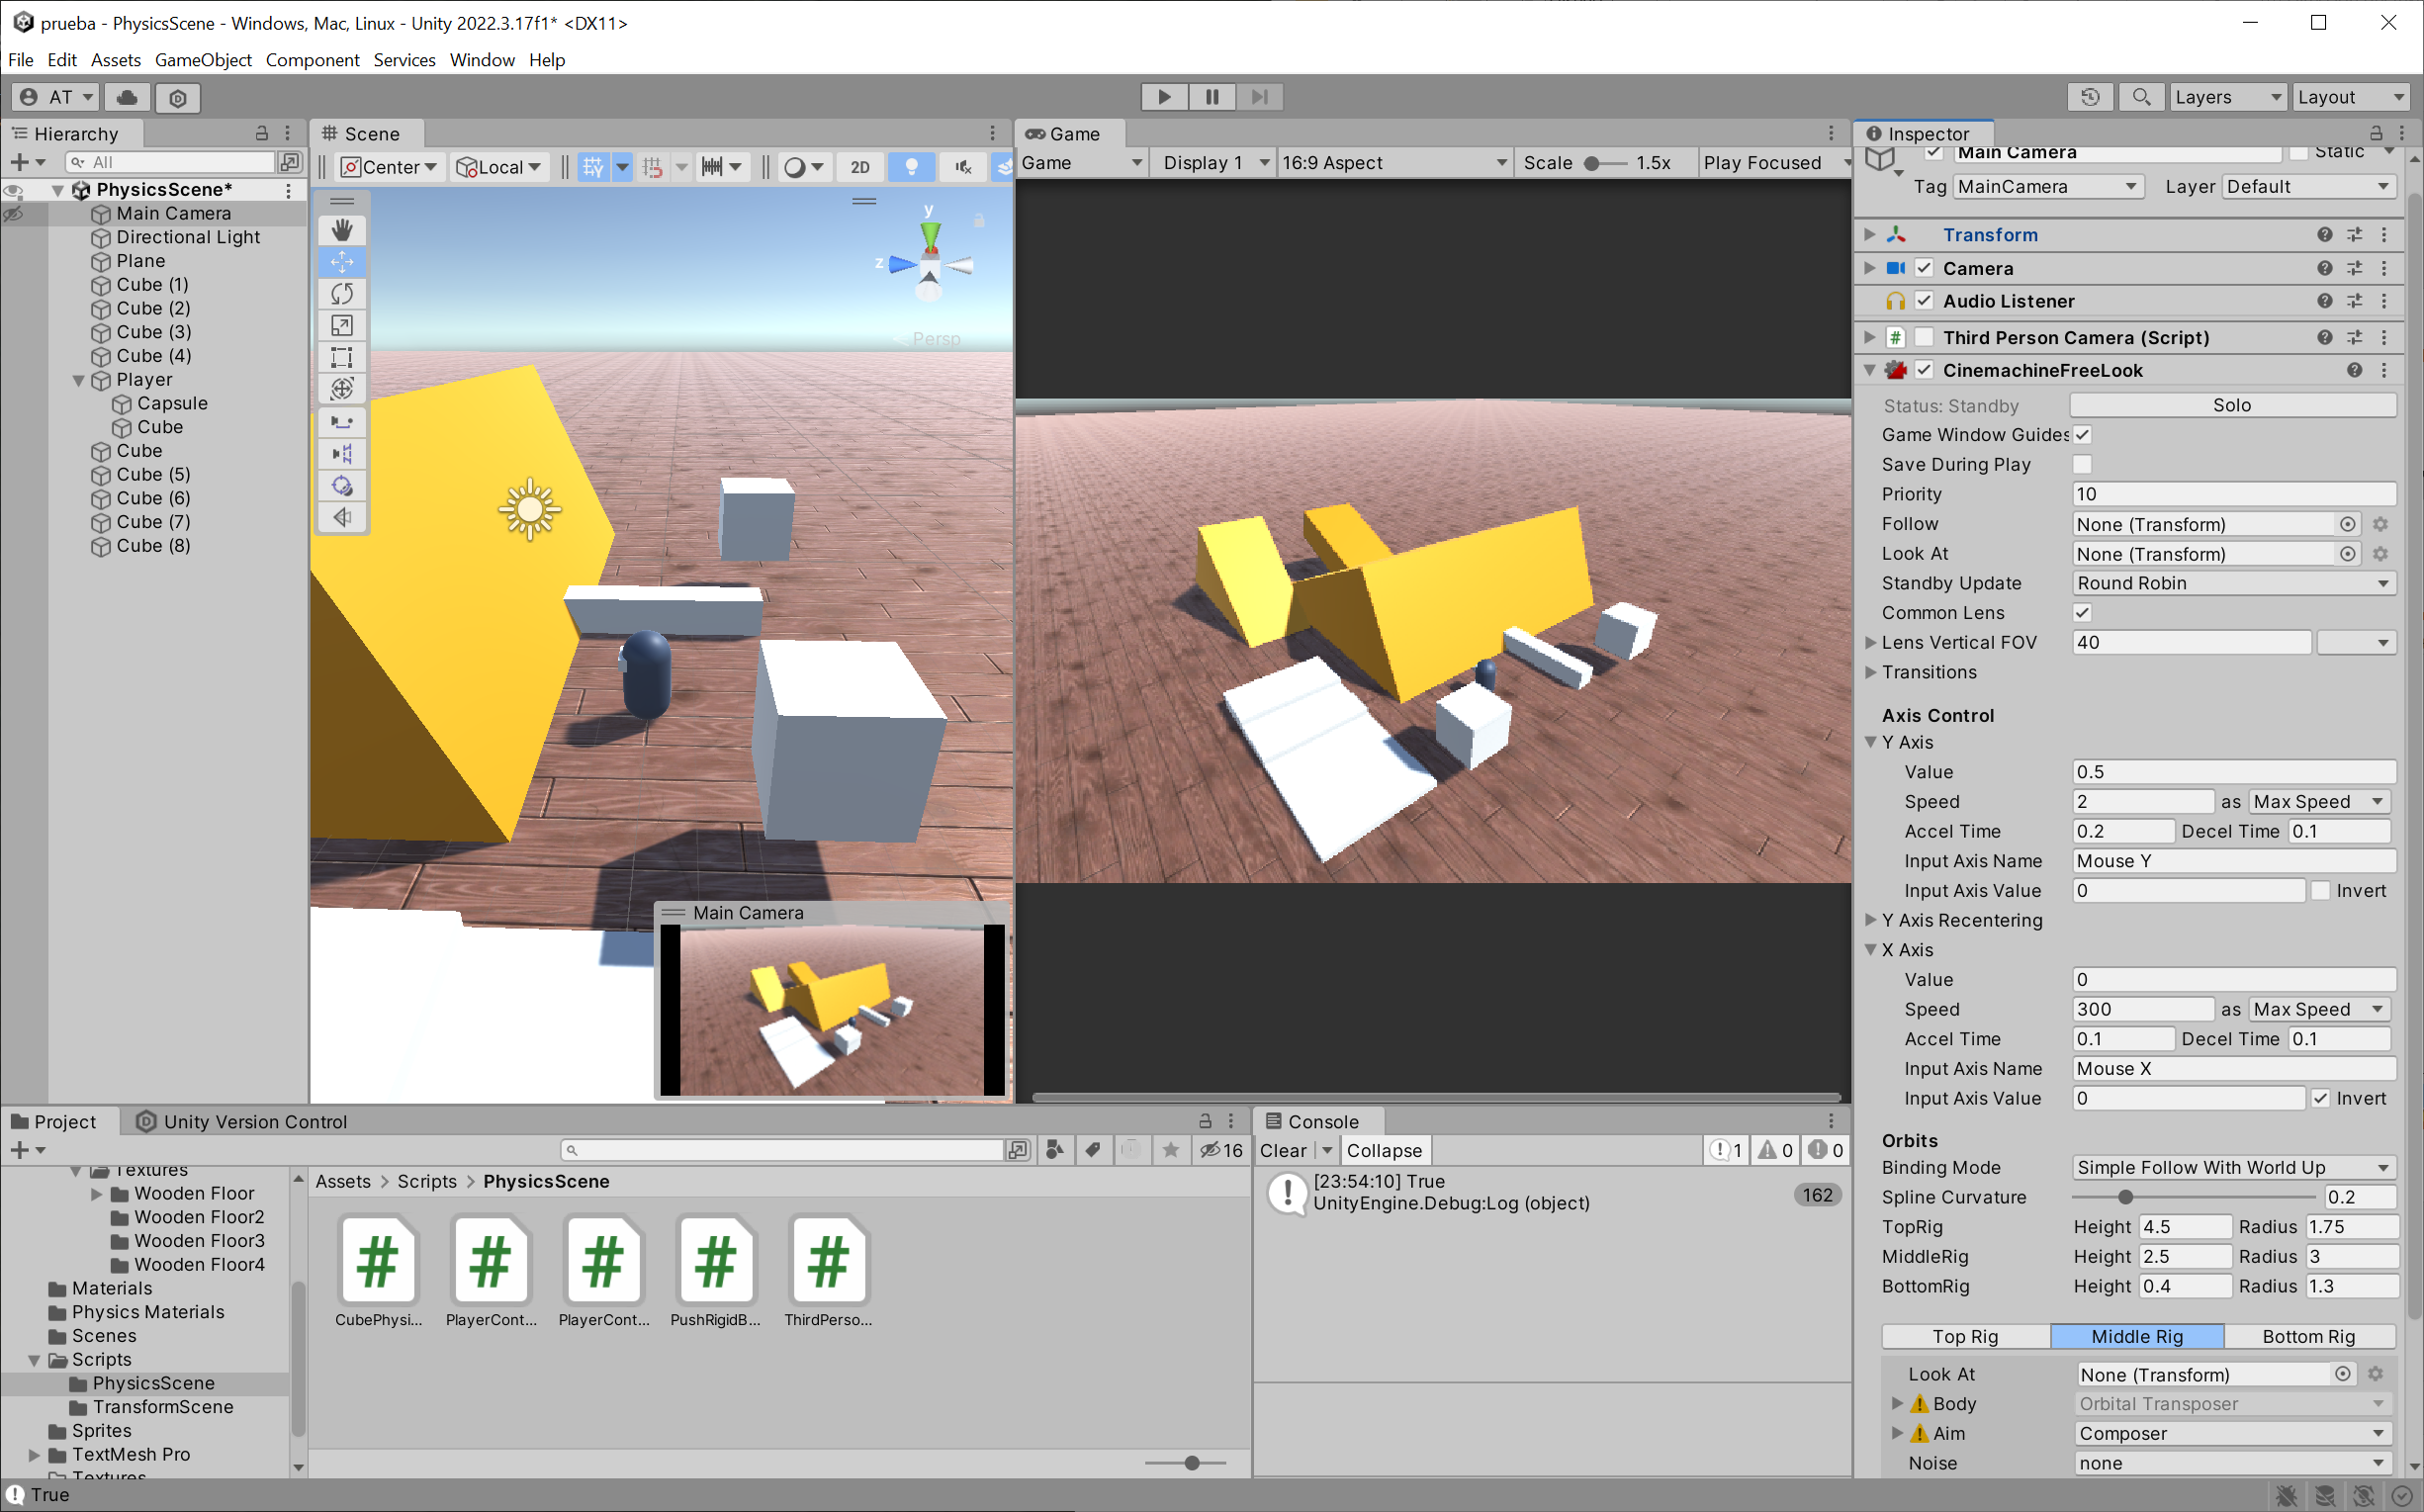 prueba - PhysicsScene - Windows, Mac, Linux - Unity 2022.3.17f1* <DX11>
File Edit Assets GameObject Component Services Window Help
AT
Layers Layout
Hierarchy
All
PhysicsScene*
Main Camera
Directional Light
Plane
Cube (1)
Cube (2)
Cube (3)
Cube (4)
Player
Capsule
Cube
Cube
Cube (5)
Cube (6)
Cube (7)
Cube (8)
Scene
Center Local 2D
y
z
Persp
Main Camera
Game
Game Display 1 16:9 Aspect Scale 1.5x Play Focused
Inspector
Main Camera Static
Tag MainCamera Layer Default
Transform
Camera
Audio Listener
# Third Person Camera (Script)
CinemachineFreeLook
Status: Standby Solo
Game Window Guides
Save During Play
Priority 10
Follow None (Transform)
Look At None (Transform)
Standby Update Round Robin
Common Lens
Lens Vertical FOV 40
Transitions
Axis Control
Y Axis
Value 0.5
Speed 2 as Max Speed
Accel Time 0.2 Decel Time 0.1
Input Axis Name Mouse Y
Input Axis Value 0 Invert
Y Axis Recentering
X Axis
Value 0
Speed 300 as Max Speed
Accel Time 0.1 Decel Time 0.1
Input Axis Name Mouse X
Input Axis Value 0 Invert
Orbits
Binding Mode Simple Follow With World Up
Spline Curvature 0.2
TopRig Height 4.5 Radius 1.75
MiddleRig Height 2.5 Radius 3
BottomRig Height 0.4 Radius 1.3
Top Rig Middle Rig Bottom Rig
Look At None (Transform)
Body Orbital Transposer
Aim Composer
Noise none
Project Unity Version Control
16
Textures
Wooden Floor
Wooden Floor2
Wooden Floor3
Wooden Floor4
Materials
Physics Materials
Scenes
Scripts
PhysicsScene
TransformScene
Sprites
TextMesh Pro
Textures
Assets > Scripts > PhysicsScene
# # # # #
CubePhysi... PlayerCont... PlayerCont... PushRigidB... ThirdPerso...
Console
Clear Collapse 1 0 0
[23:54:10] True
UnityEngine.Debug:Log (object)
162
True